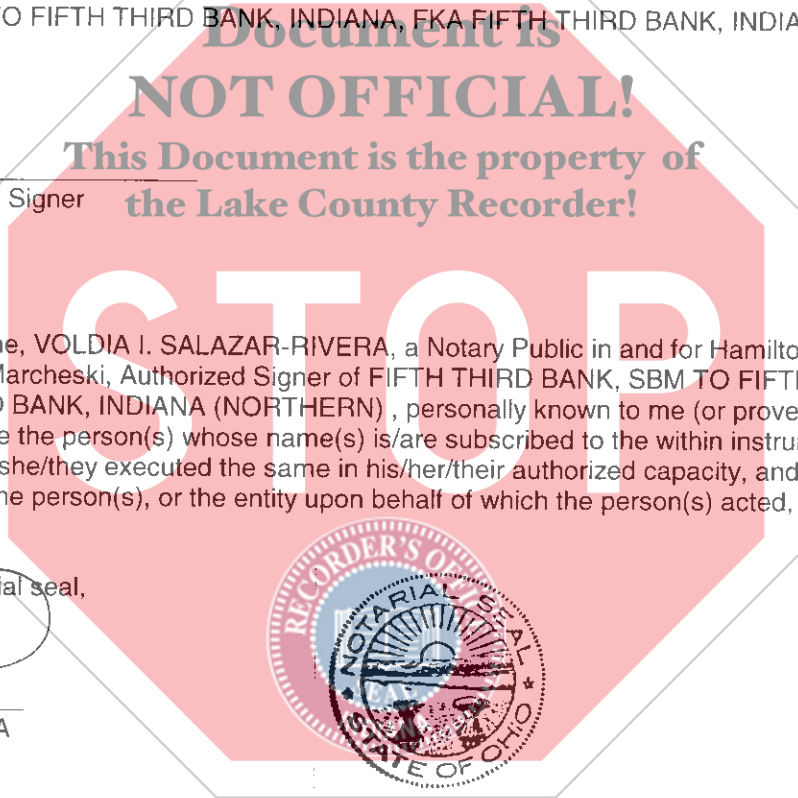 O FIFTH THIRD BANK, INDIANA, FKA FIFTH THIRD BANK, INDIA
Document is
NOT OFFICIAL!
This Document is the property of
Signer
the Lake County Recorder!
STOP
ne, VOLDIA I. SALAZAR-RIVERA, a Notary Public in and for Hamilto
Marcheski, Authorized Signer of FIFTH THIRD BANK, SBM TO FIFT
D BANK, INDIANA (NORTHERN) , personally known to me (or prove
e the person(s) whose name(s) is/are subscribed to the within instru
she/they executed the same in his/her/their authorized capacity, and
ne person(s), or the entity upon behalf of which the person(s) acted,
RECORDER'S OFFICE
ial seal,
NOTARIAL SEAL
SEAL
INDIANA
STATE OF OHIO
A